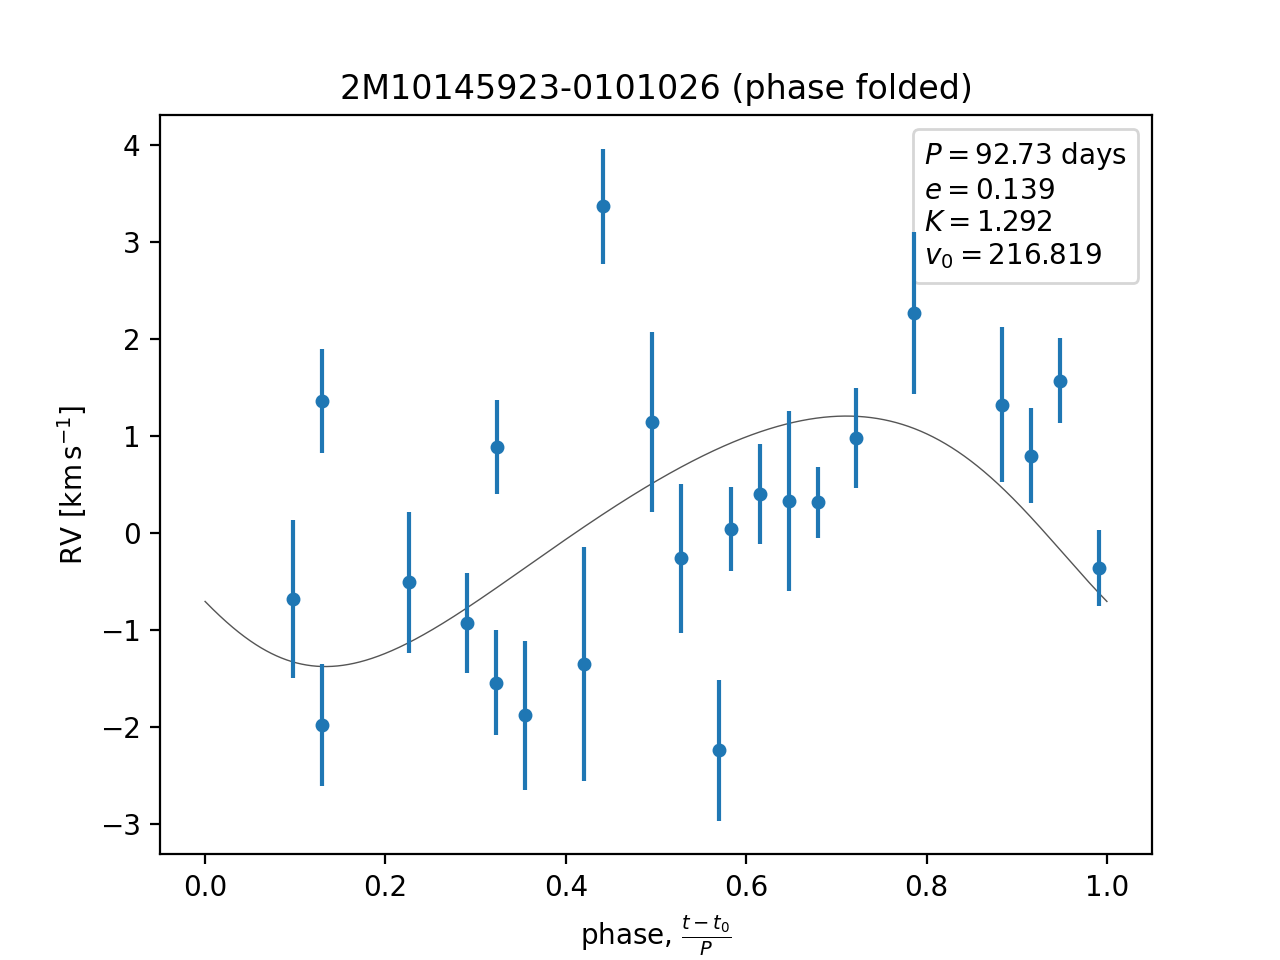 2M10145923-0101026 (phase folded)
P = 92.73 days
e = 0.139
K = 1.292
v₀ = 216.819
4
3
2
1
0
−1
−2
−3
RV [km s⁻¹]
0.0 0.2 0.4 0.6 0.8 1.0
phase, (t − t₀)/P